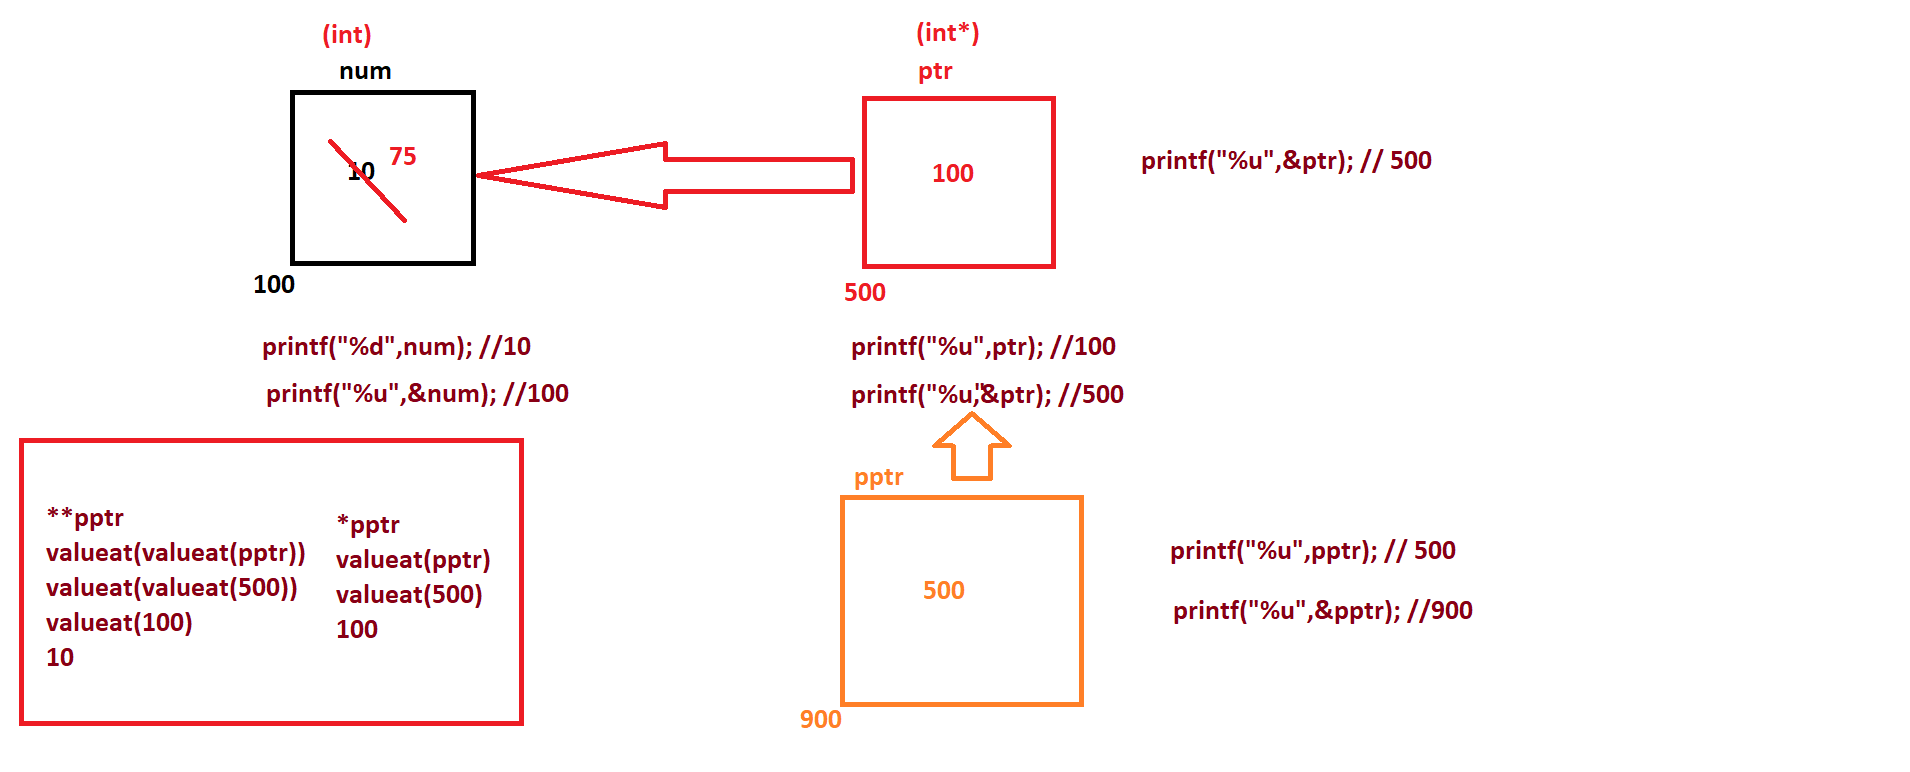 (int)
num
10 75
100
printf("%d",num); //10
printf("%u",&num); //100
(int*)
ptr
100
500
printf("%u",&ptr); // 500
printf("%u",ptr); //100
printf("%u,"&ptr); //500
pptr
500
900
printf("%u",pptr); // 500
printf("%u",&pptr); //900
**pptr
valueat(valueat(pptr))
valueat(valueat(500))
valueat(100)
10
*pptr
valueat(pptr)
valueat(500)
100